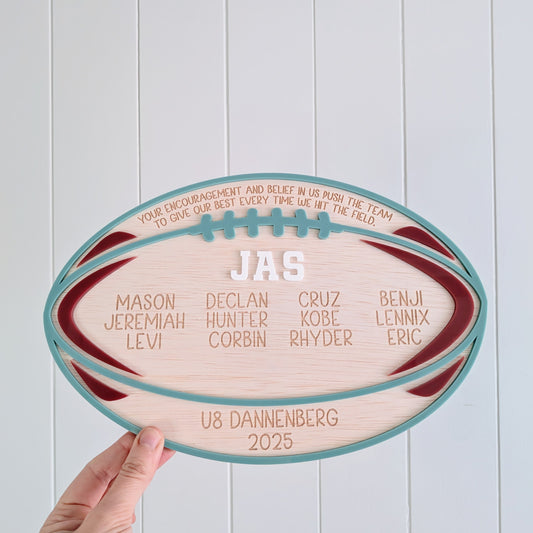 YOUR ENCOURAGEMENT AND BELIEF IN US PUSH THE TEAM
TO GIVE OUR BEST EVERY TIME WE HIT THE FIELD.
JAS
MASON DECLAN CRUZ BENJI
JEREMIAH HUNTER KOBE LENNIX
LEVI CORBIN RHYDER ERIC
U8 DANNENBERG
2025